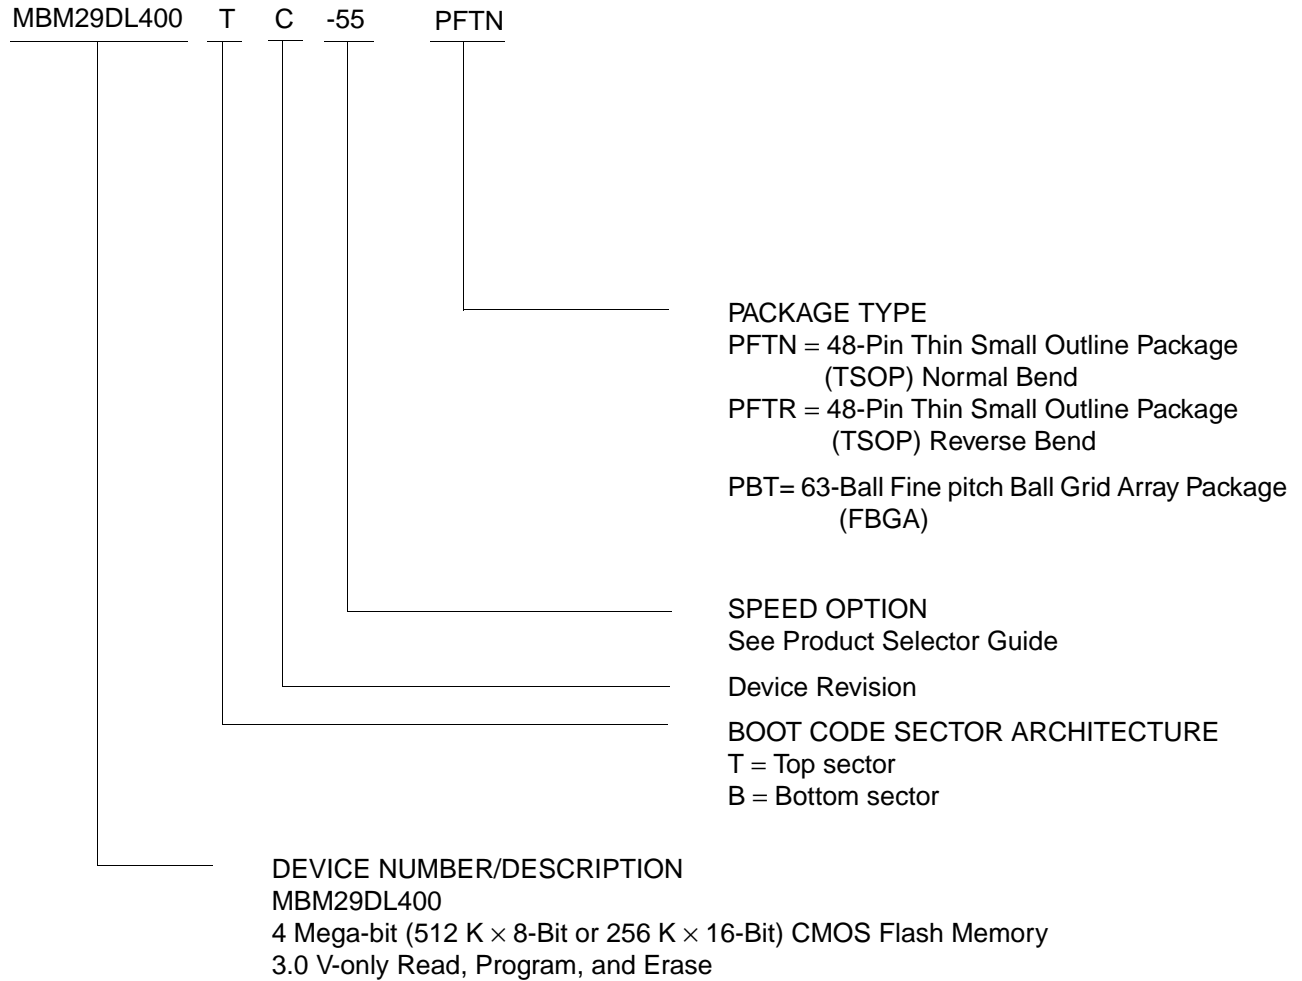 MBM29DL400 T C -55 PFTN
PACKAGE TYPE
PFTN = 48-Pin Thin Small Outline Package
(TSOP) Normal Bend
PFTR = 48-Pin Thin Small Outline Package
(TSOP) Reverse Bend
PBT= 63-Ball Fine pitch Ball Grid Array Package
(FBGA)
SPEED OPTION
See Product Selector Guide
Device Revision
BOOT CODE SECTOR ARCHITECTURE
T = Top sector
B = Bottom sector
DEVICE NUMBER/DESCRIPTION
MBM29DL400
4 Mega-bit (512 K × 8-Bit or 256 K × 16-Bit) CMOS Flash Memory
3.0 V-only Read, Program, and Erase